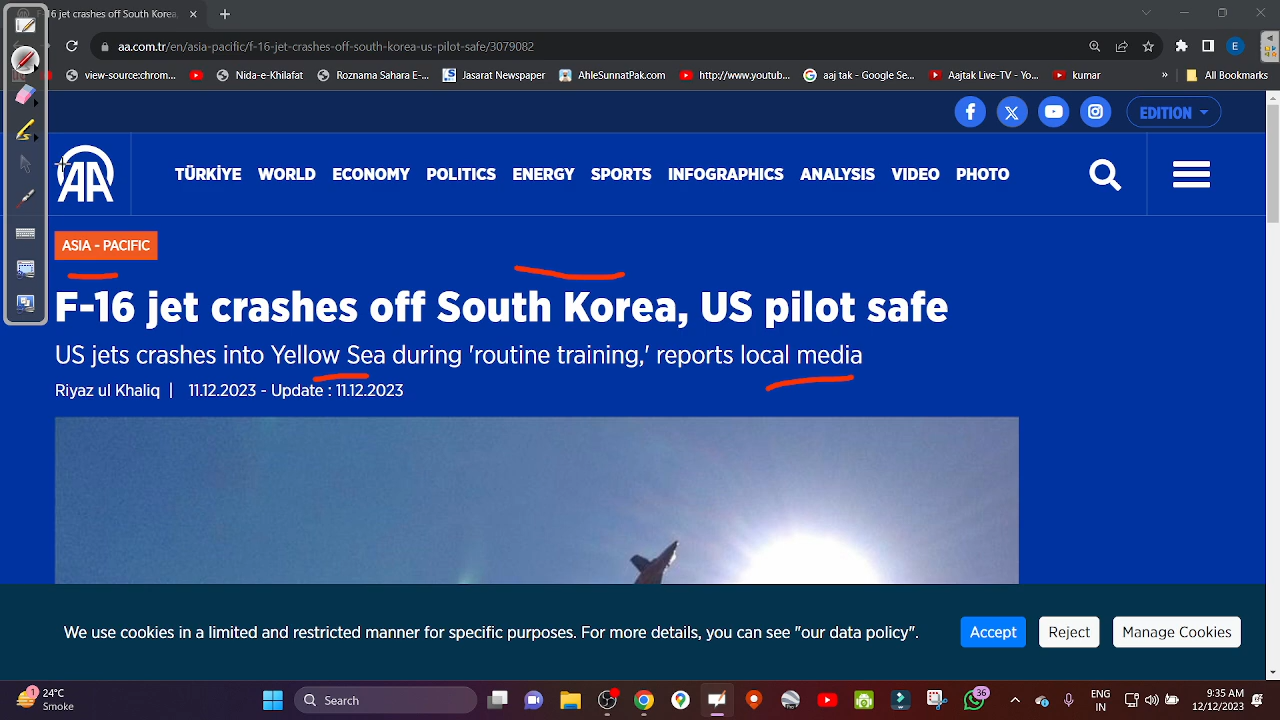 F-16 jet crashes off South Korea,
aa.com.tr/en/asia-pacific/f-16-jet-crashes-off-south-korea-us-pilot-safe/3079082
E
view-source:chrom...
Nida-e-Khilafat
Rozanama Sahara E-...
Jasarat Newspaper
AhleSunnatPak.com
http:\www.youtub...
aaj tak - Google Se...
Aajtak Live-TV - Yo...
kumar
»
All Bookmarks
EDITION
AA
TÜRKİYE WORLD ECONOMY POLITICS ENERGY SPORTS INFOGRAPHICS ANALYSIS VIDEO PHOTO
ASIA - PACIFIC
F-16 jet crashes off South Korea, US pilot safe
US jets crashes into Yellow Sea during 'routine training,' reports local media
Riyaz ul Khaliq | 11.12.2023 - Update : 11.12.2023
We use cookies in a limited and restricted manner for specific purposes. For more details, you can see "our data policy".
Accept
Reject
Manage Cookies
1
24°C
Smoke
Search
36
ENG
IN
9:35 AM
12/12/2023